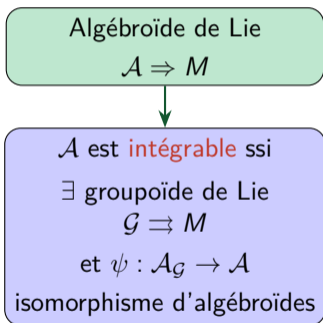 Algébroïde de Lie
𝒜 ⇒ M
𝒜 est intégrable ssi
∃ groupoïde de Lie
𝒢 ⇉ M
et ψ : 𝒜_𝒢 → 𝒜
isomorphisme d'algébroïdes